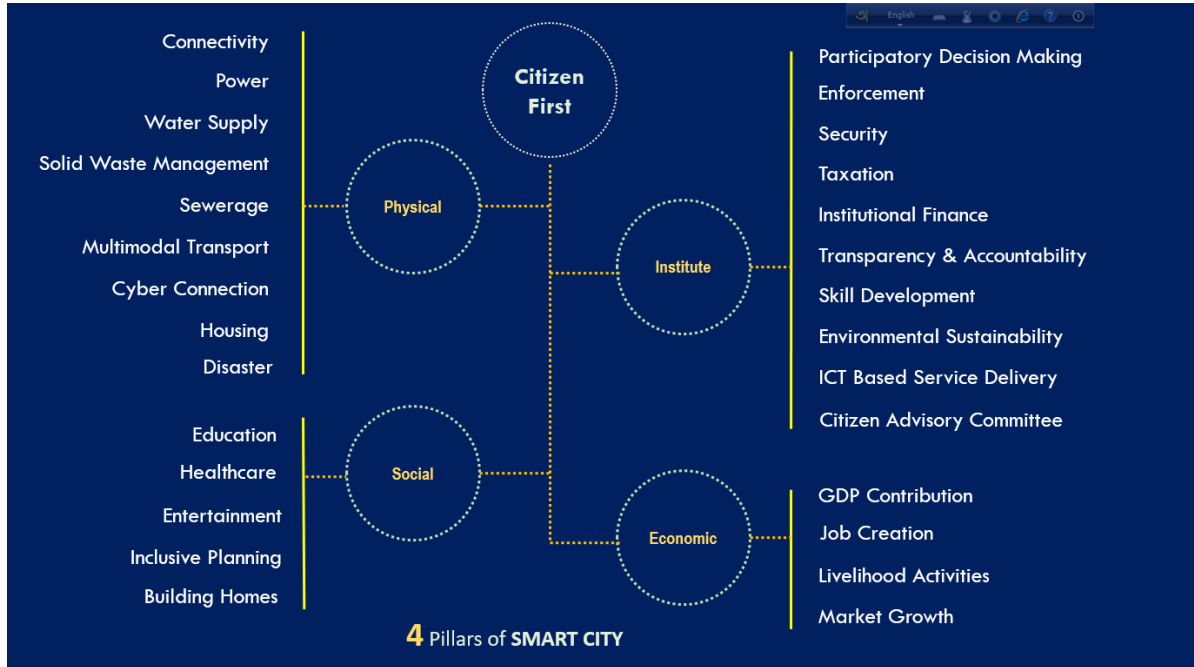 English
Citizen
First
Connectivity
Power
Water Supply
Solid Waste Management
Sewerage
Multimodal Transport
Cyber Connection
Housing
Disaster
Physical
Participatory Decision Making
Enforcement
Security
Taxation
Institutional Finance
Transparency & Accountability
Skill Development
Environmental Sustainability
ICT Based Service Delivery
Citizen Advisory Committee
Institute
Education
Healthcare
Entertainment
Inclusive Planning
Building Homes
Social
GDP Contribution
Job Creation
Livelihood Activities
Market Growth
Economic
4 Pillars of SMART CITY